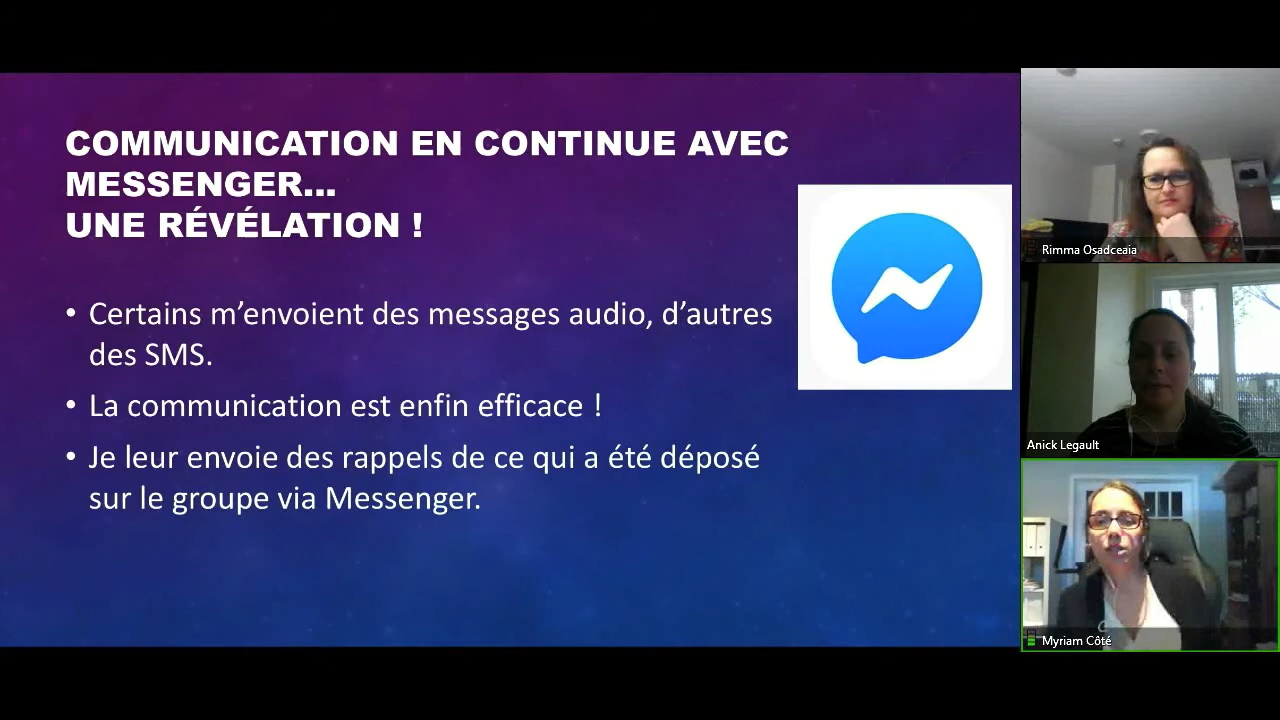 COMMUNICATION EN CONTINUE AVEC
MESSENGER...
UNE RÉVÉLATION !
• Certains m’envoient des messages audio, d’autres
des SMS.
• La communication est enfin efficace !
• Je leur envoie des rappels de ce qui a été déposé
sur le groupe via Messenger.
Rimma Osadceaia
Anick Legault
Myriam Côté